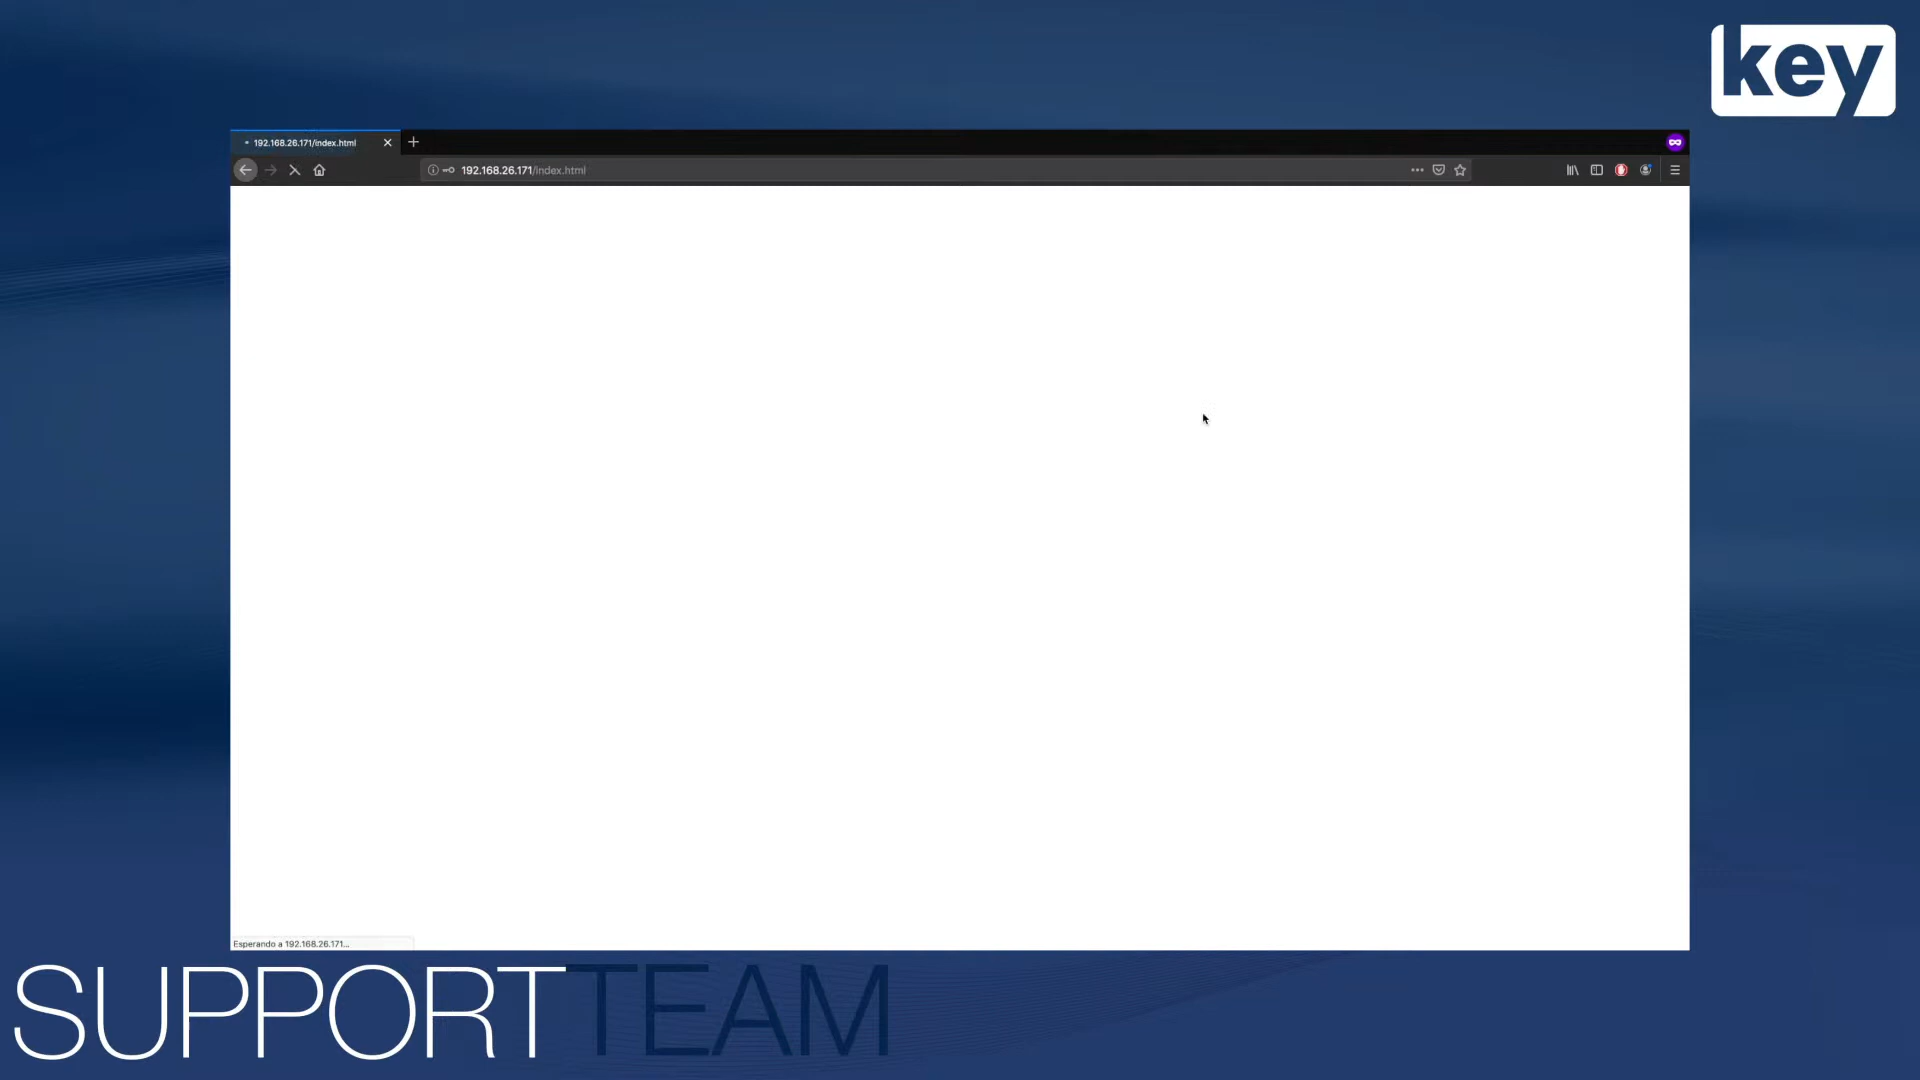 key
192.168.26.171/index.html
192.168.26.171/index.html
Esperando a 192.168.26.171...
SUPPORTTEAM